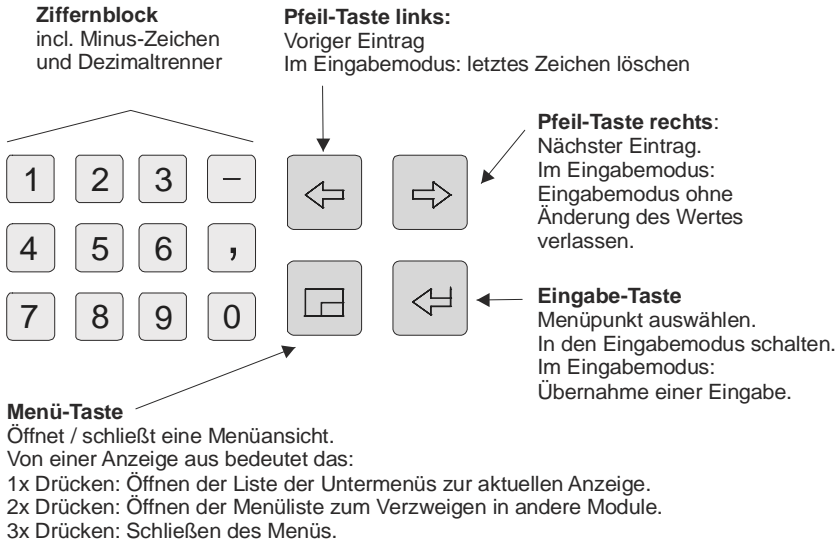 Ziffernblock
incl. Minus-Zeichen
und Dezimaltrenner
Pfeil-Taste links:
Voriger Eintrag
Im Eingabemodus: letztes Zeichen löschen
Pfeil-Taste rechts:
Nächster Eintrag.
Im Eingabemodus:
Eingabemodus ohne
Änderung des Wertes
verlassen.
1 2 3 –
4 5 6 ,
7 8 9 0
Eingabe-Taste
Menüpunkt auswählen.
In den Eingabemodus schalten.
Im Eingabemodus:
Übernahme einer Eingabe.
Menü-Taste
Öffnet / schließt eine Menüansicht.
Von einer Anzeige aus bedeutet das:
1x Drücken: Öffnen der Liste der Untermenüs zur aktuellen Anzeige.
2x Drücken: Öffnen der Menüliste zum Verzweigen in andere Module.
3x Drücken: Schließen des Menüs.